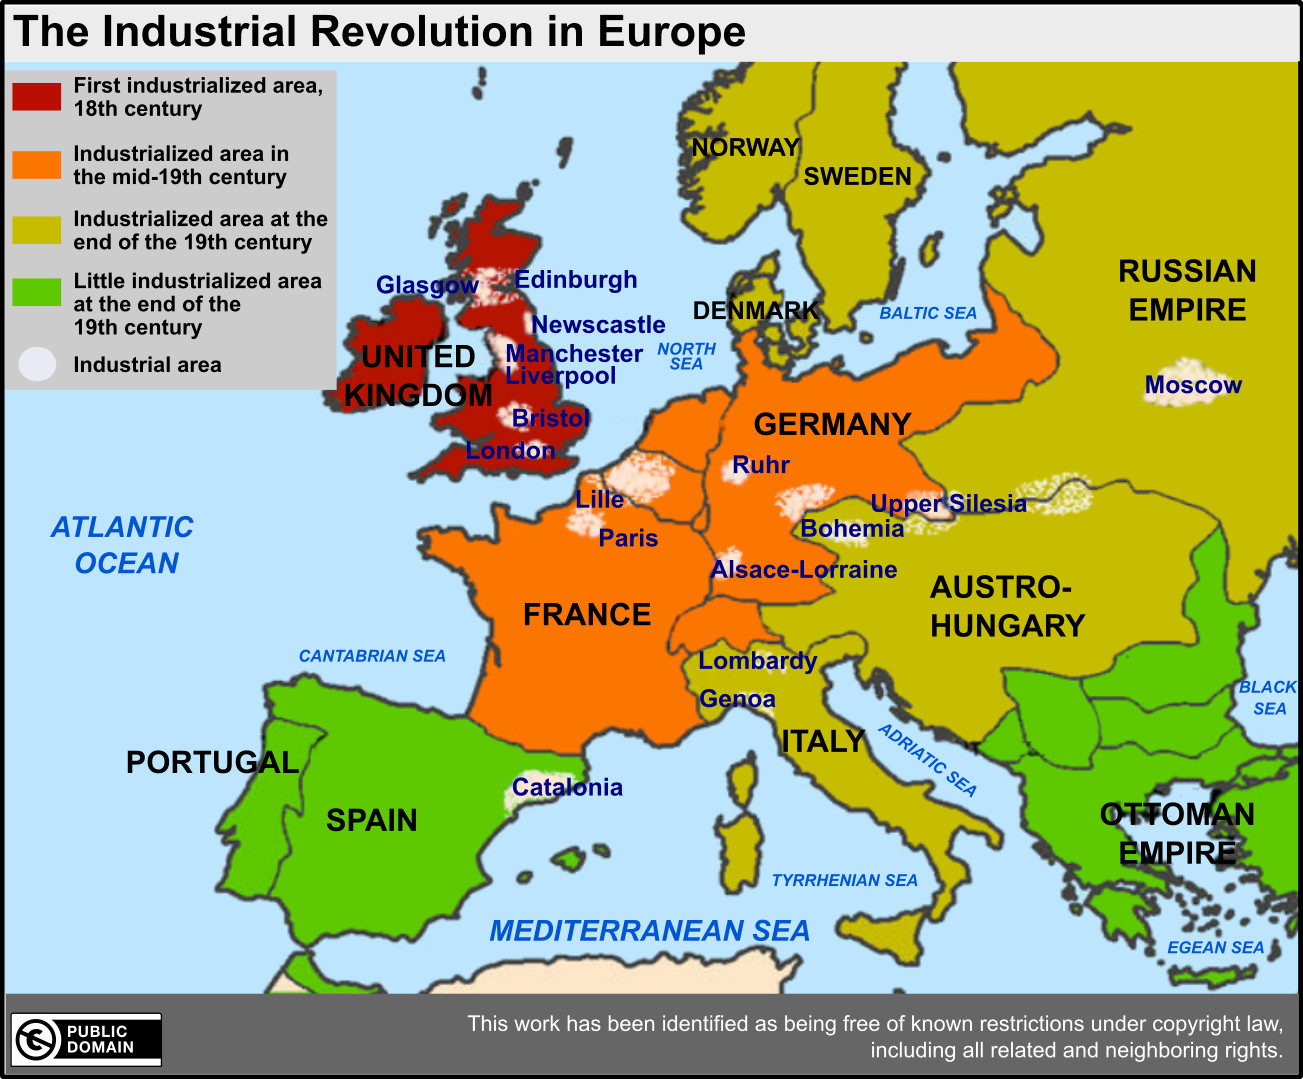 The Industrial Revolution in Europe
First industrialized area,
18th century
Industrialized area in
the mid-19th century
Industrialized area at the
end of the 19th century
Little industrialized area
at the end of the
19th century
Industrial area
NORWAY
SWEDEN
RUSSIAN
EMPIRE
Glasgow
Edinburgh
DENMARK
BALTIC SEA
Newscastle
NORTH
SEA
UNITED
KINGDOM
Manchester
Liverpool
Moscow
Bristol
GERMANY
London
Ruhr
Lille
Upper Silesia
ATLANTIC
OCEAN
Paris
Bohemia
Alsace-Lorraine
FRANCE
AUSTRO-
HUNGARY
CANTABRIAN SEA
Lombardy
Genoa
BLACK
SEA
ITALY
ADRIATIC SEA
PORTUGAL
Catalonia
SPAIN
OTTOMAN
EMPIRE
TYRRHENIAN SEA
MEDITERRANEAN SEA
EGEAN SEA
PUBLIC
DOMAIN
This work has been identified as being free of known restrictions under copyright law,
including all related and neighboring rights.